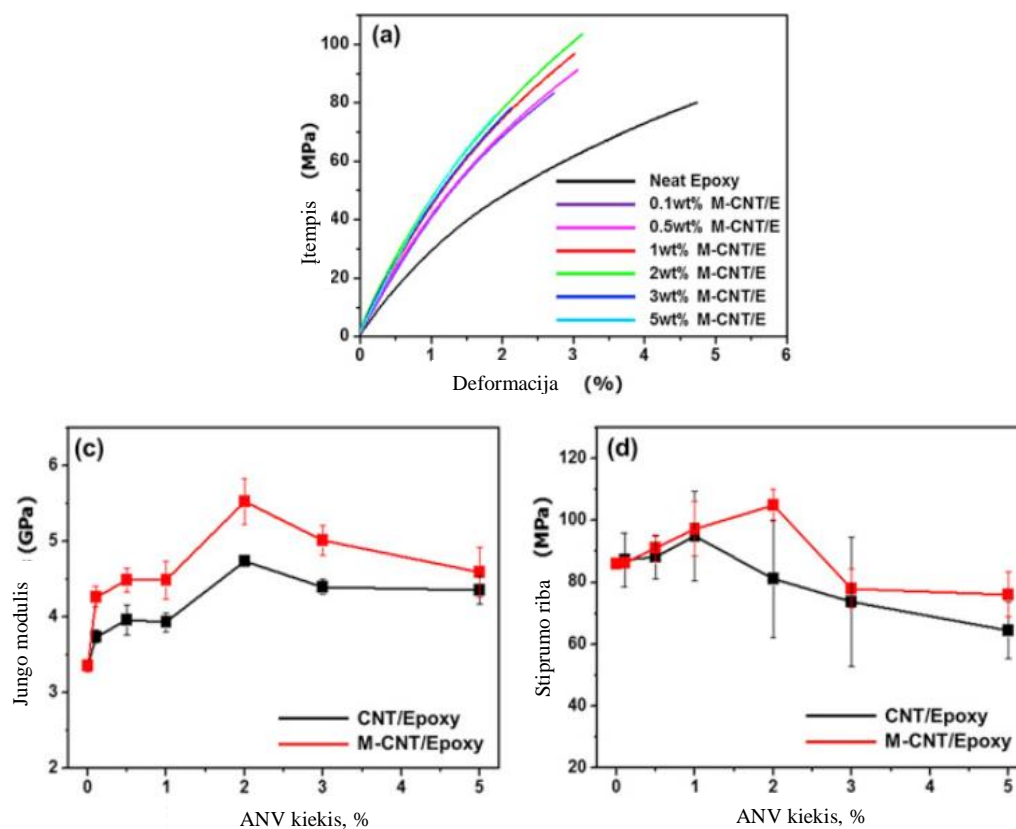 (a)
100
80
60
40
20
0
Įtempis (MPa)
Neat Epoxy
0.1wt% M-CNT/E
0.5wt% M-CNT/E
1wt% M-CNT/E
2wt% M-CNT/E
3wt% M-CNT/E
5wt% M-CNT/E
0 1 2 3 4 5 6
Deformacija (%)
(c)
6
5
4
3
2
Jungo modulis (GPa)
CNT/Epoxy
M-CNT/Epoxy
0 1 2 3 4 5
ANV kiekis, %
(d)
120
100
80
60
40
20
Stiprumo riba (MPa)
CNT/Epoxy
M-CNT/Epoxy
0 1 2 3 4 5
ANV kiekis, %